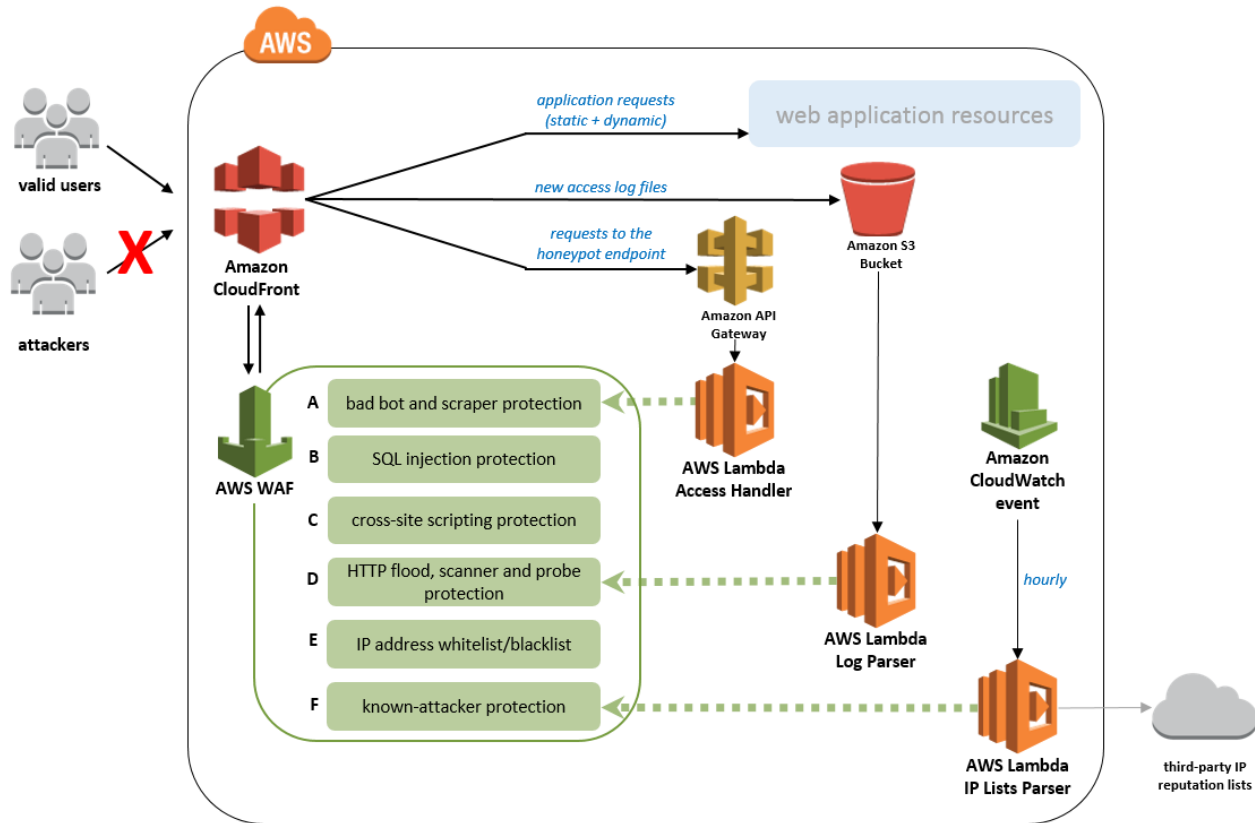 AWS
application requests
(static + dynamic)
web application resources
valid users
new access log files
requests to the
honeypot endpoint
Amazon S3
Bucket
Amazon
CloudFront
attackers
Amazon API
Gateway
A
bad bot and scraper protection
B
SQL injection protection
AWS WAF
AWS Lambda
Access Handler
Amazon
CloudWatch
event
C
cross-site scripting protection
D
HTTP flood, scanner and probe
protection
hourly
E
IP address whitelist/blacklist
AWS Lambda
Log Parser
F
known-attacker protection
AWS Lambda
IP Lists Parser
third-party IP
reputation lists